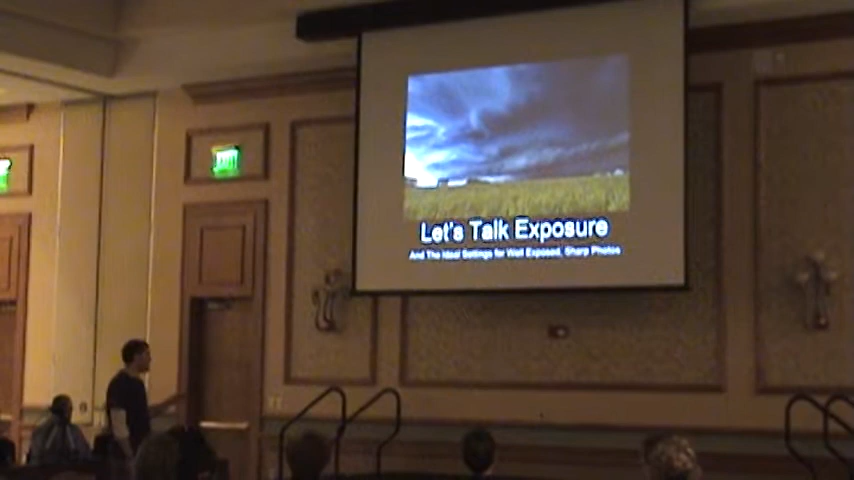 EXIT
Let's Talk Exposure
And The Ideal Settings for Well Exposed, Sharp Photos